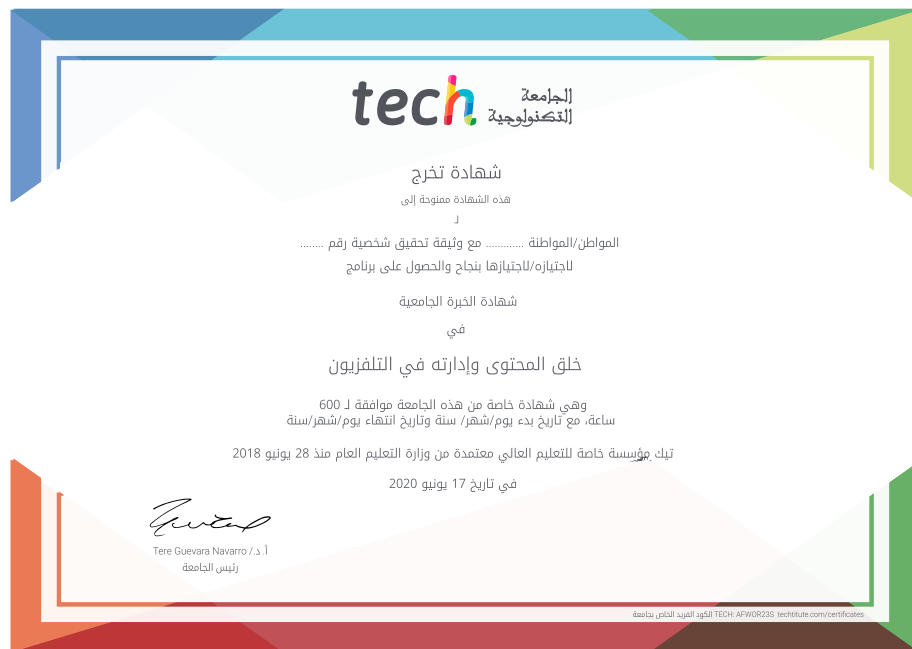 tech الجامعة
التكنولوجية
شهادة تخرج
هذه الشهادة ممنوحة إلى
لـ
المواطن/المواطنة ............ مع وثيقة تحقيق شخصية رقم ........
لاجتيازه/لاجتيازها بنجاح والحصول على برنامج
شهادة الخبرة الجامعية
في
خلق المحتوى وإدارته في التلفزيون
وهي شهادة خاصة من هذه الجامعة موافقة لـ 600
ساعة، مع تاريخ بدء يوم/شهر/ سنة وتاريخ انتهاء يوم/شهر/سنة
تيك مؤسسة خاصة للتعليم العالي معتمدة من وزارة التعليم العام منذ 28 يونيو 2018
في تاريخ 17 يونيو 2020
أ. د./ Tere Guevara Navarro
رئيس الجامعة
الكود الفريد الخاص بجامعة TECH: AFWOR23S techtitute.com/certificates